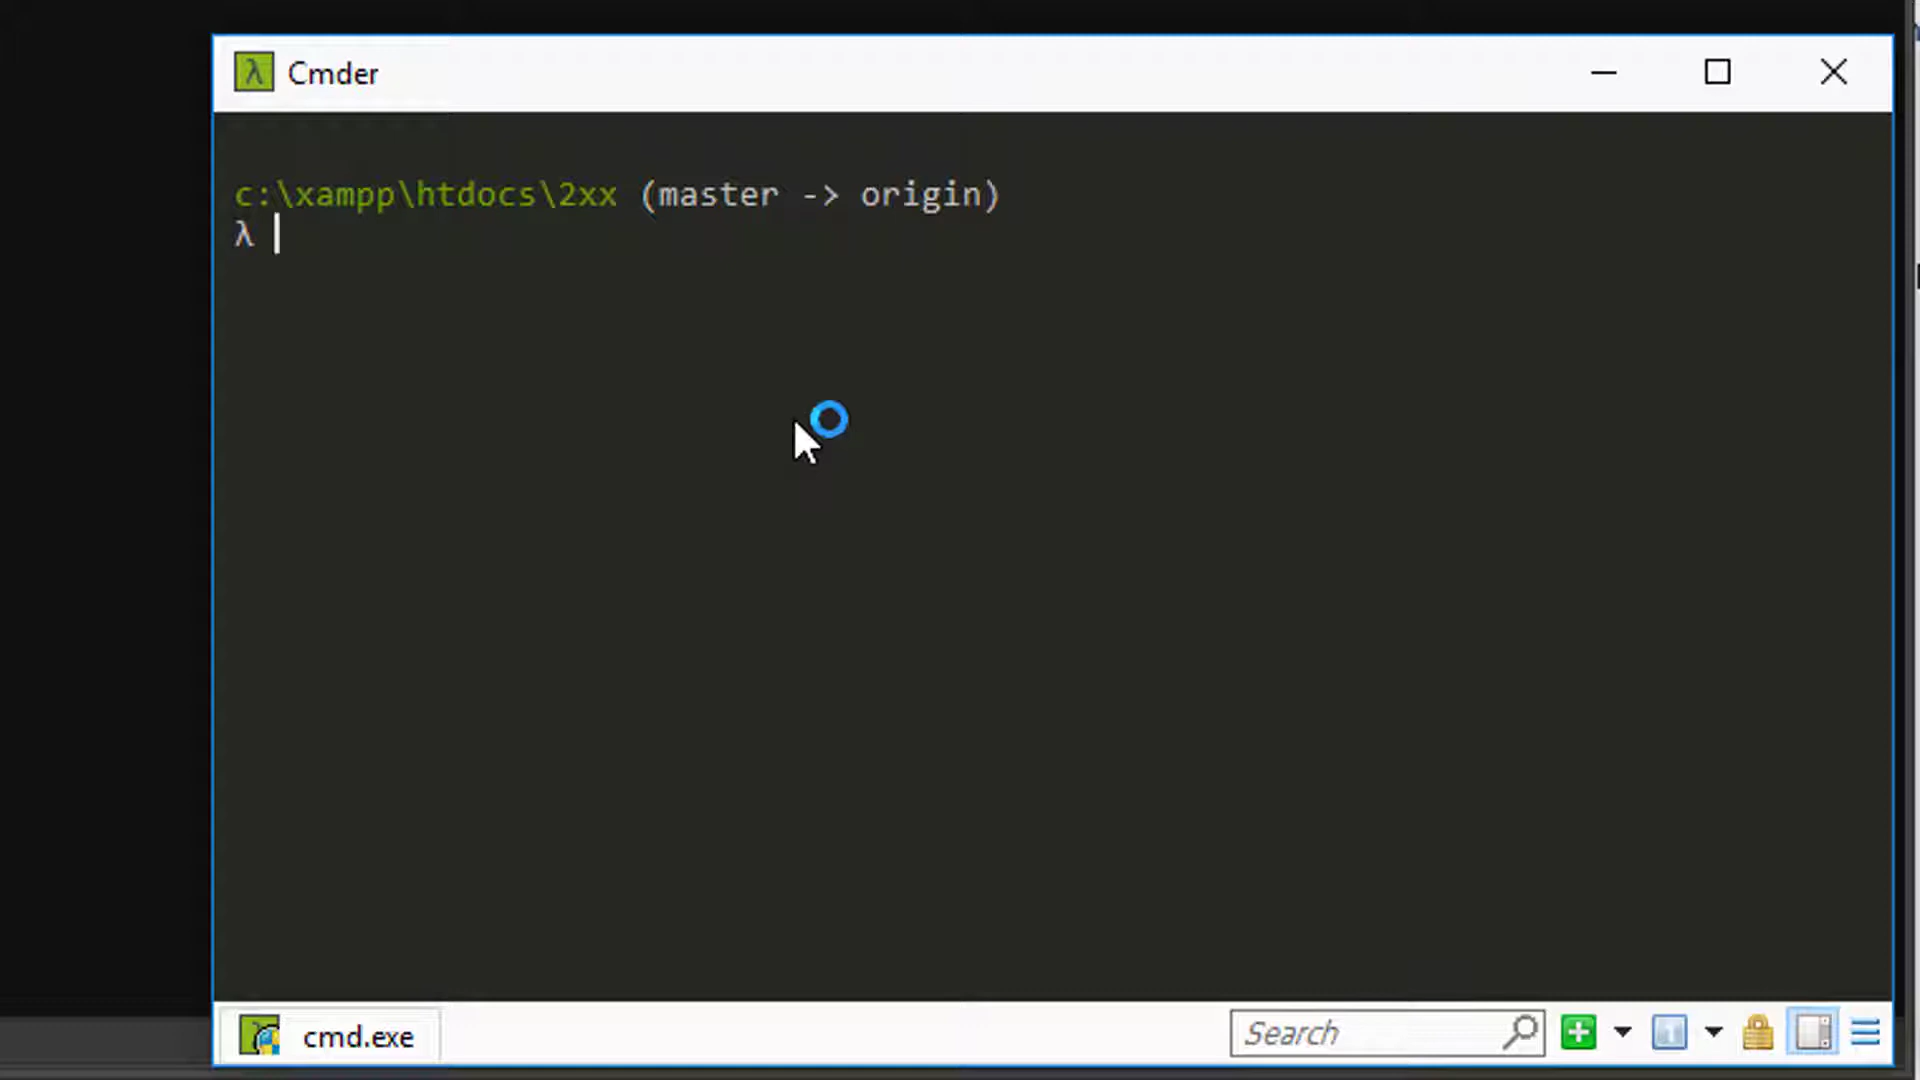 Cmder
c:\xampp\htdocs\2xx (master -> origin)
λ
cmd.exe
Search